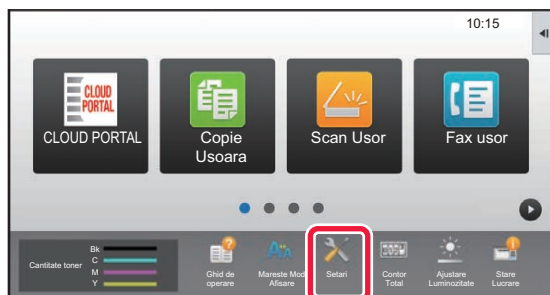 10:15
CLOUD
PORTAL
CLOUD PORTAL
Copie
Usoara
Scan Usor
Fax usor
Cantitate toner
Bk
C
M
Y
Ghid de
operare
Mareste Mod
Afisare
Setari
Contor
Total
Ajustare
Luminozitate
Stare
Lucrare